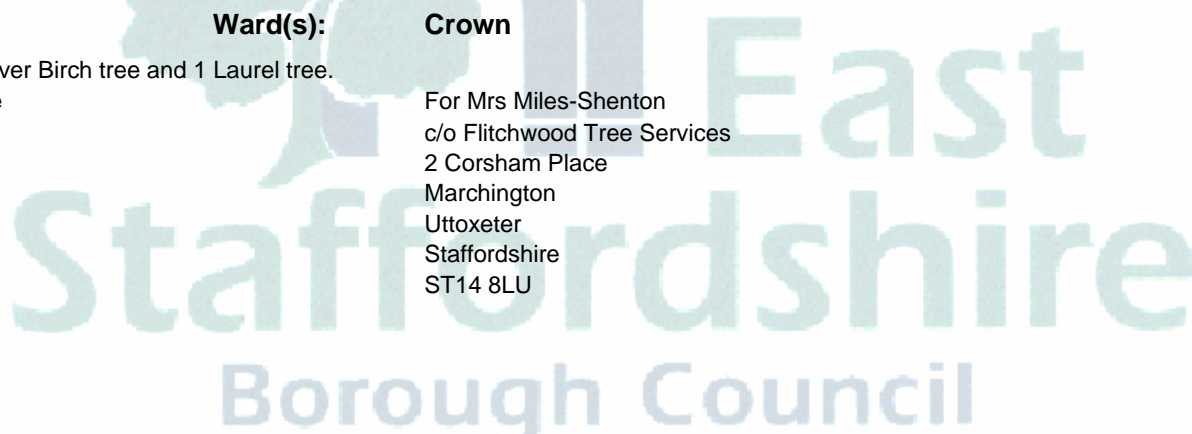 Ward(s): Crown
ver Birch tree and 1 Laurel tree.
For Mrs Miles-Shenton
c/o Flitchwood Tree Services
2 Corsham Place
Marchington
Uttoxeter
Staffordshire
ST14 8LU
East
Staffordshire
Borough Council